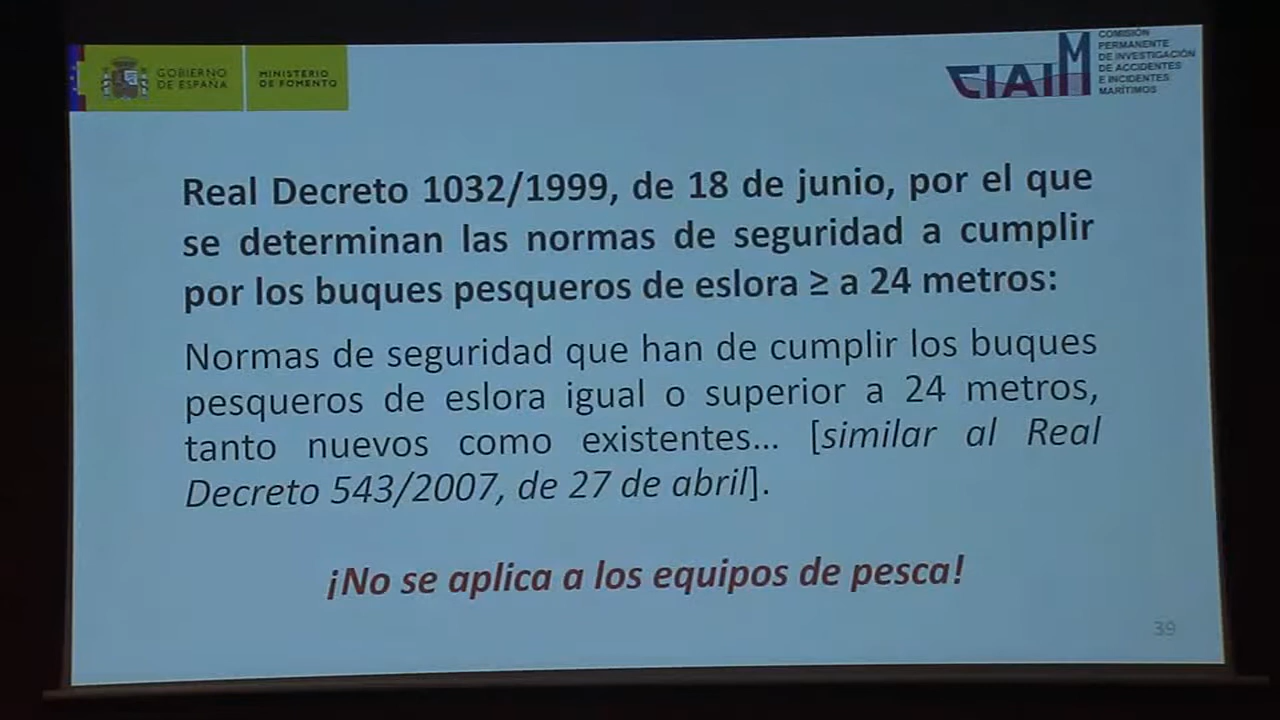 GOBIERNO
DE ESPAÑA
MINISTERIO
DE FOMENTO
CIAIM
COMISIÓN
PERMANENTE
DE INVESTIGACIÓN
DE ACCIDENTES
E INCIDENTES
MARÍTIMOS
Real Decreto 1032/1999, de 18 de junio, por el que
se determinan las normas de seguridad a cumplir
por los buques pesqueros de eslora ≥ a 24 metros:
Normas de seguridad que han de cumplir los buques
pesqueros de eslora igual o superior a 24 metros,
tanto nuevos como existentes... [similar al Real
Decreto 543/2007, de 27 de abril].
¡No se aplica a los equipos de pesca!
39